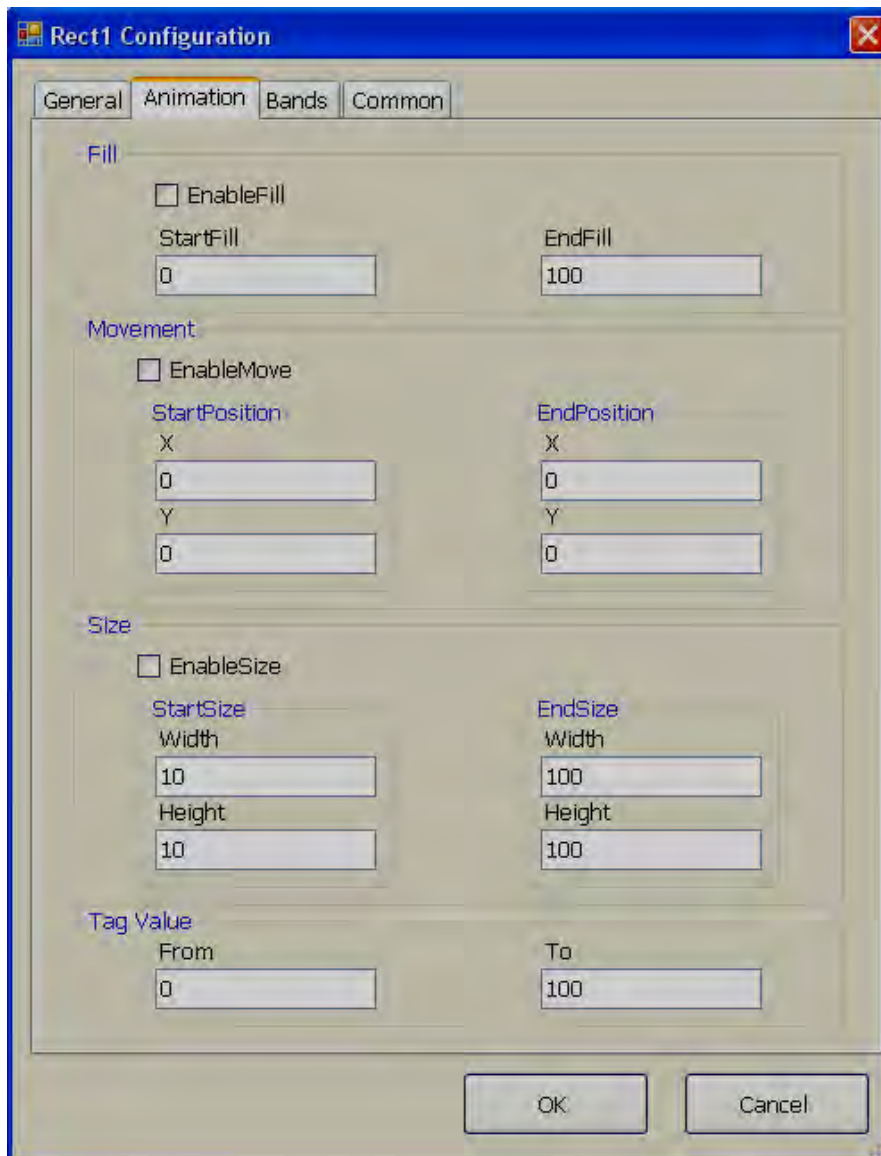 Rect1 Configuration
General Animation Bands Common
Fill
EnableFill
StartFill EndFill
0 100
Movement
EnableMove
StartPosition EndPosition
X X
0 0
Y Y
0 0
Size
EnableSize
StartSize EndSize
Width Width
10 100
Height Height
10 100
Tag Value
From To
0 100
OK Cancel